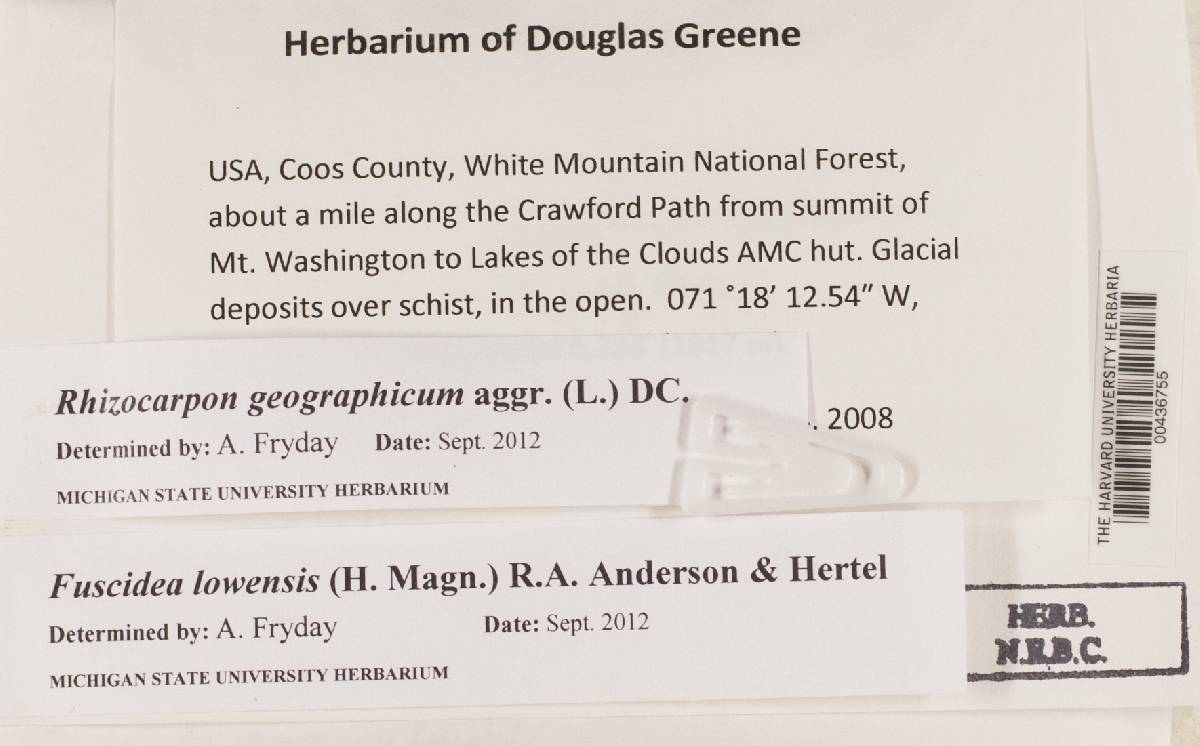 Herbarium of Douglas Greene
USA, Coos County, White Mountain National Forest,
about a mile along the Crawford Path from summit of
Mt. Washington to Lakes of the Clouds AMC hut. Glacial
deposits over schist, in the open. 071 °18’ 12.54” W,
. 2008
Rhizocarpon geographicum aggr. (L.) DC.
Determined by: A. Fryday Date: Sept. 2012
MICHIGAN STATE UNIVERSITY HERBARIUM
Fuscidea lowensis (H. Magn.) R.A. Anderson & Hertel
Determined by: A. Fryday Date: Sept. 2012
MICHIGAN STATE UNIVERSITY HERBARIUM
THE HARVARD UNIVERSITY HERBARIA
00436755
HERB.
N.R.B.C.